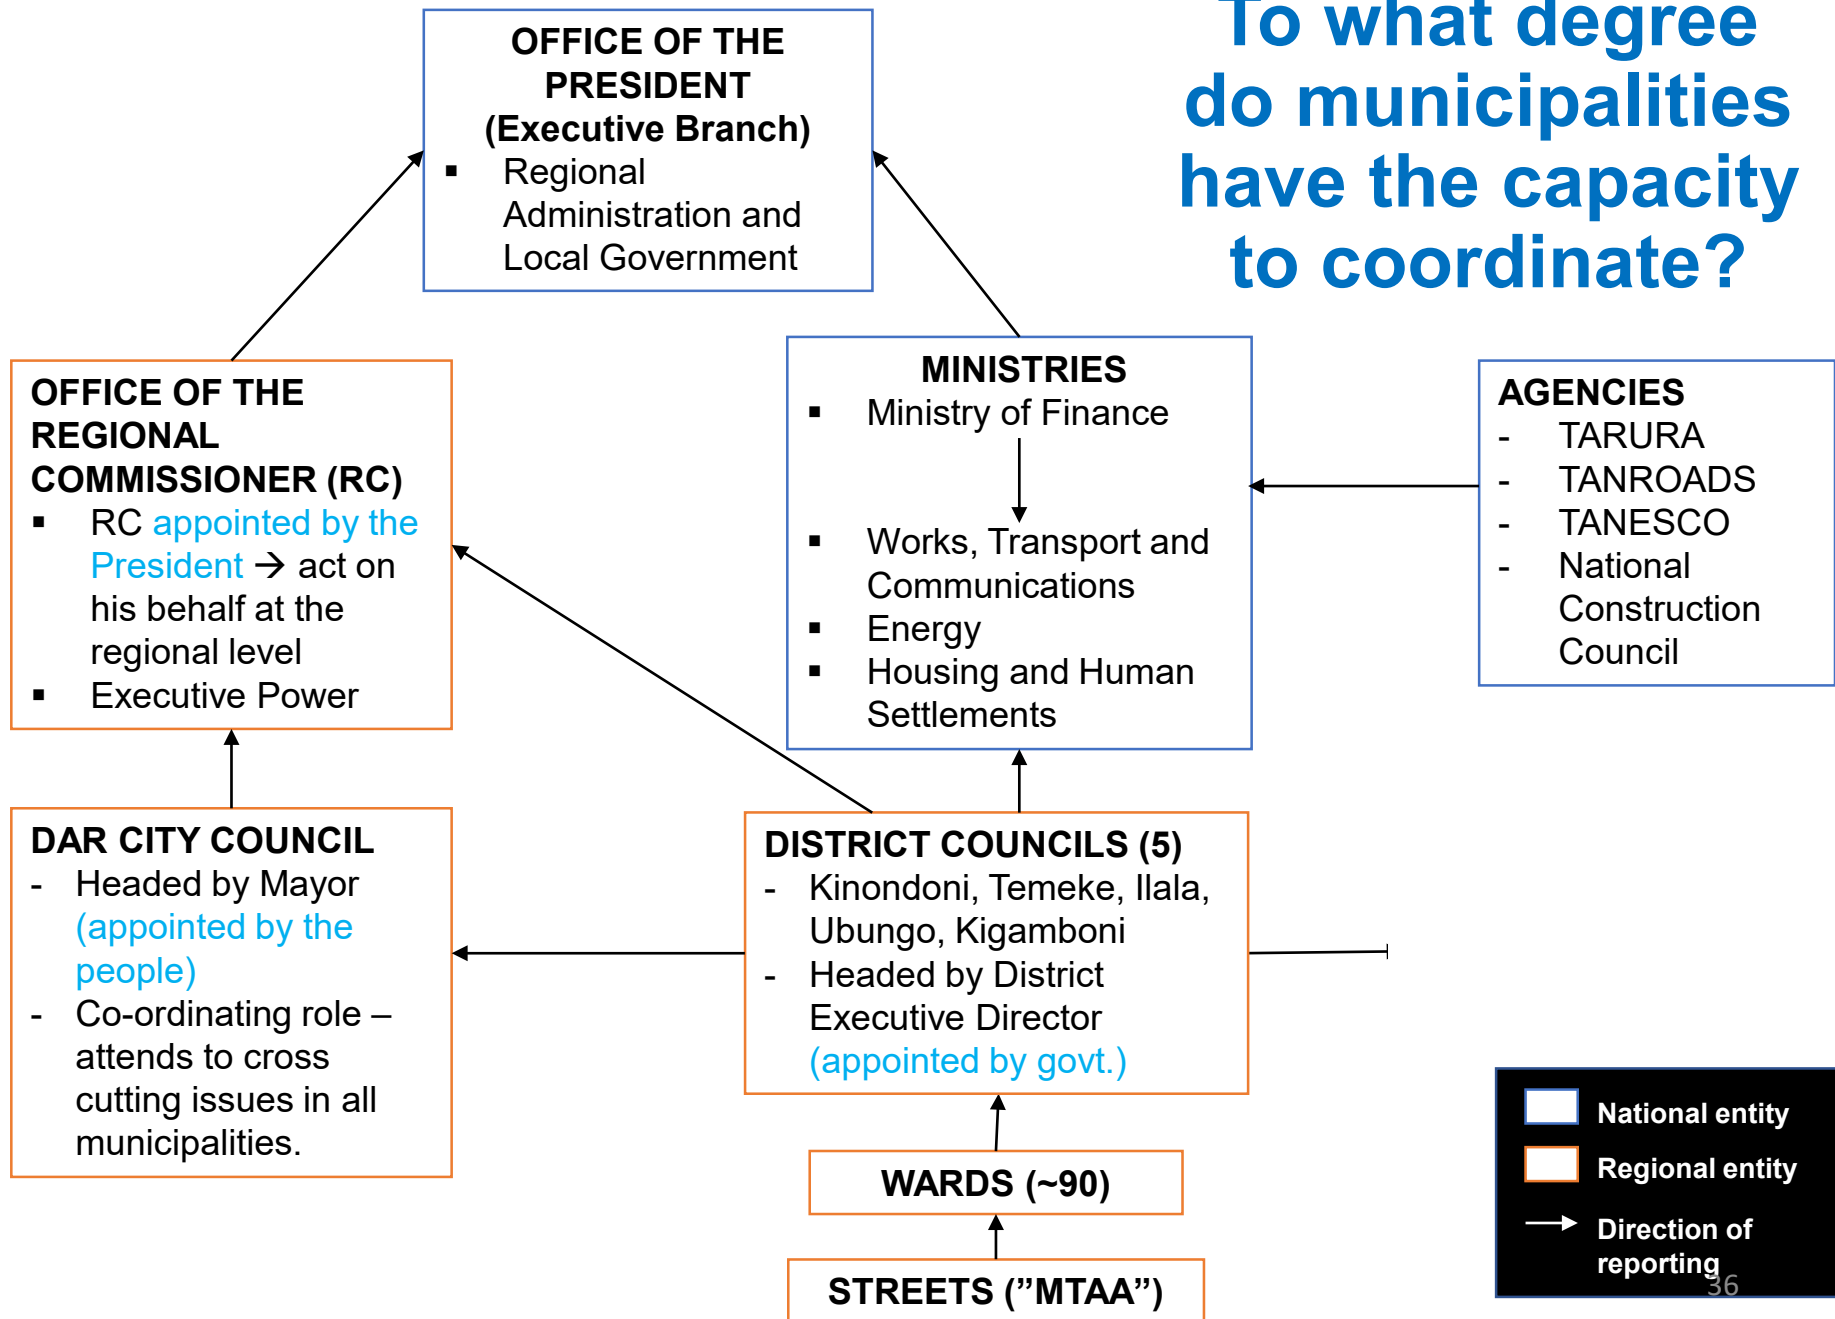 To what degree
do municipalities
have the capacity
to coordinate?
OFFICE OF THE
PRESIDENT
(Executive Branch)
▪ Regional
Administration and
Local Government
OFFICE OF THE
REGIONAL
COMMISSIONER (RC)
▪ RC appointed by the
President → act on
his behalf at the
regional level
▪ Executive Power
MINISTRIES
▪ Ministry of Finance
▪ Works, Transport and
Communications
▪ Energy
▪ Housing and Human
Settlements
AGENCIES
- TARURA
- TANROADS
- TANESCO
- National
Construction
Council
DAR CITY COUNCIL
- Headed by Mayor
(appointed by the
people)
- Co-ordinating role –
attends to cross
cutting issues in all
municipalities.
DISTRICT COUNCILS (5)
- Kinondoni, Temeke, Ilala,
Ubungo, Kigamboni
- Headed by District
Executive Director
(appointed by govt.)
WARDS (~90)
STREETS (”MTAA”)
National entity
Regional entity
Direction of
reporting
36